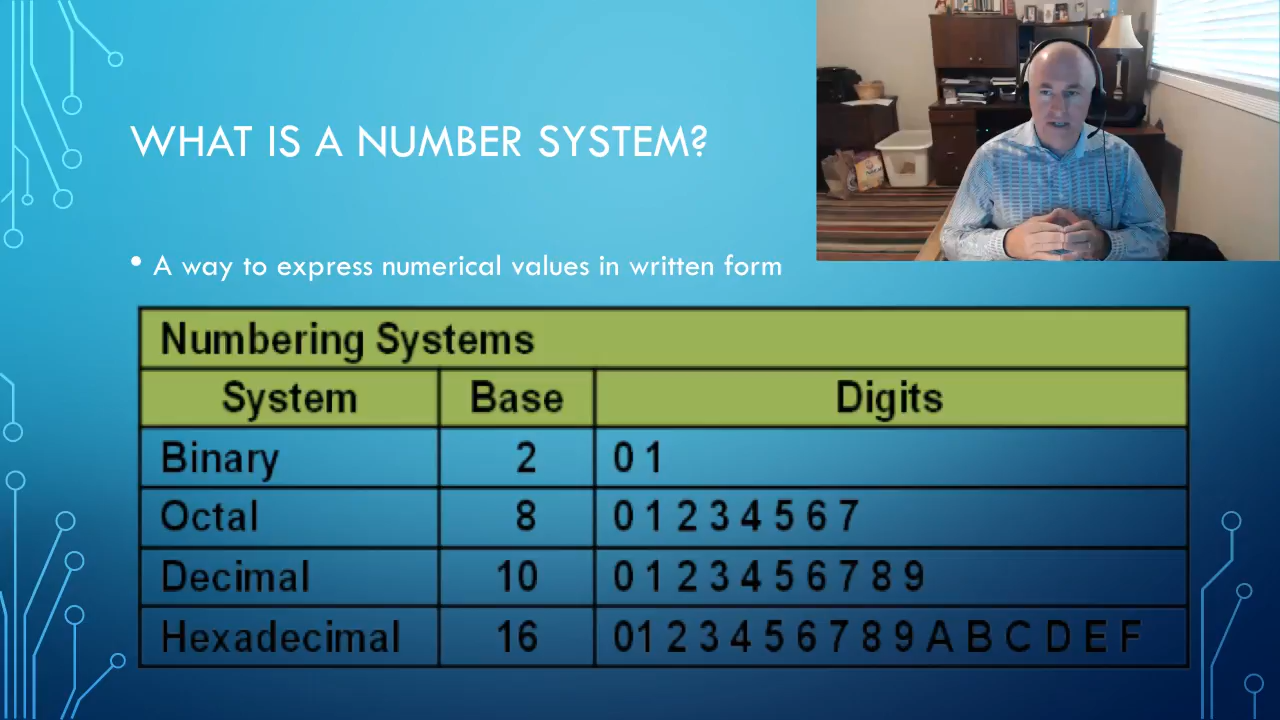 WHAT IS A NUMBER SYSTEM?
• A way to express numerical values in written form
Numbering Systems
System Base Digits
Binary 2 0 1
Octal 8 0 1 2 3 4 5 6 7
Decimal 10 0 1 2 3 4 5 6 7 8 9
Hexadecimal 16 01 2 3 4 5 6 7 8 9 A B C D E F